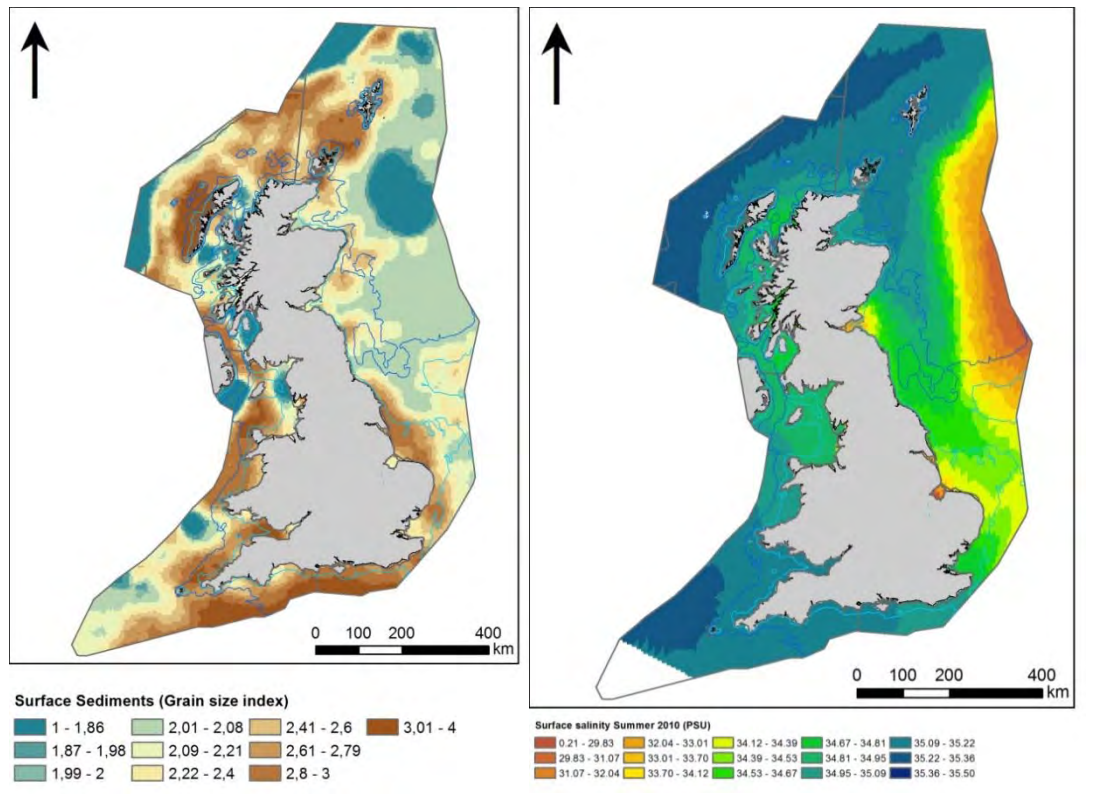 0 100 200 400
km
Surface Sediments (Grain size index)
1 - 1,86 2,01 - 2,08 2,41 - 2,6 3,01 - 4
1,87 - 1,98 2,09 - 2,21 2,61 - 2,79
1,99 - 2 2,22 - 2,4 2,8 - 3
0 100 200 400
km
Surface salinity Summer 2010 (PSU)
0.21 - 29.83 32.04 - 33.01 34.12 - 34.39 34.67 - 34.81 35.09 - 35.22
29.83 - 31.07 33.01 - 33.70 34.39 - 34.53 34.81 - 34.95 35.22 - 35.36
31.07 - 32.04 33.70 - 34.12 34.53 - 34.67 34.95 - 35.09 35.36 - 35.50